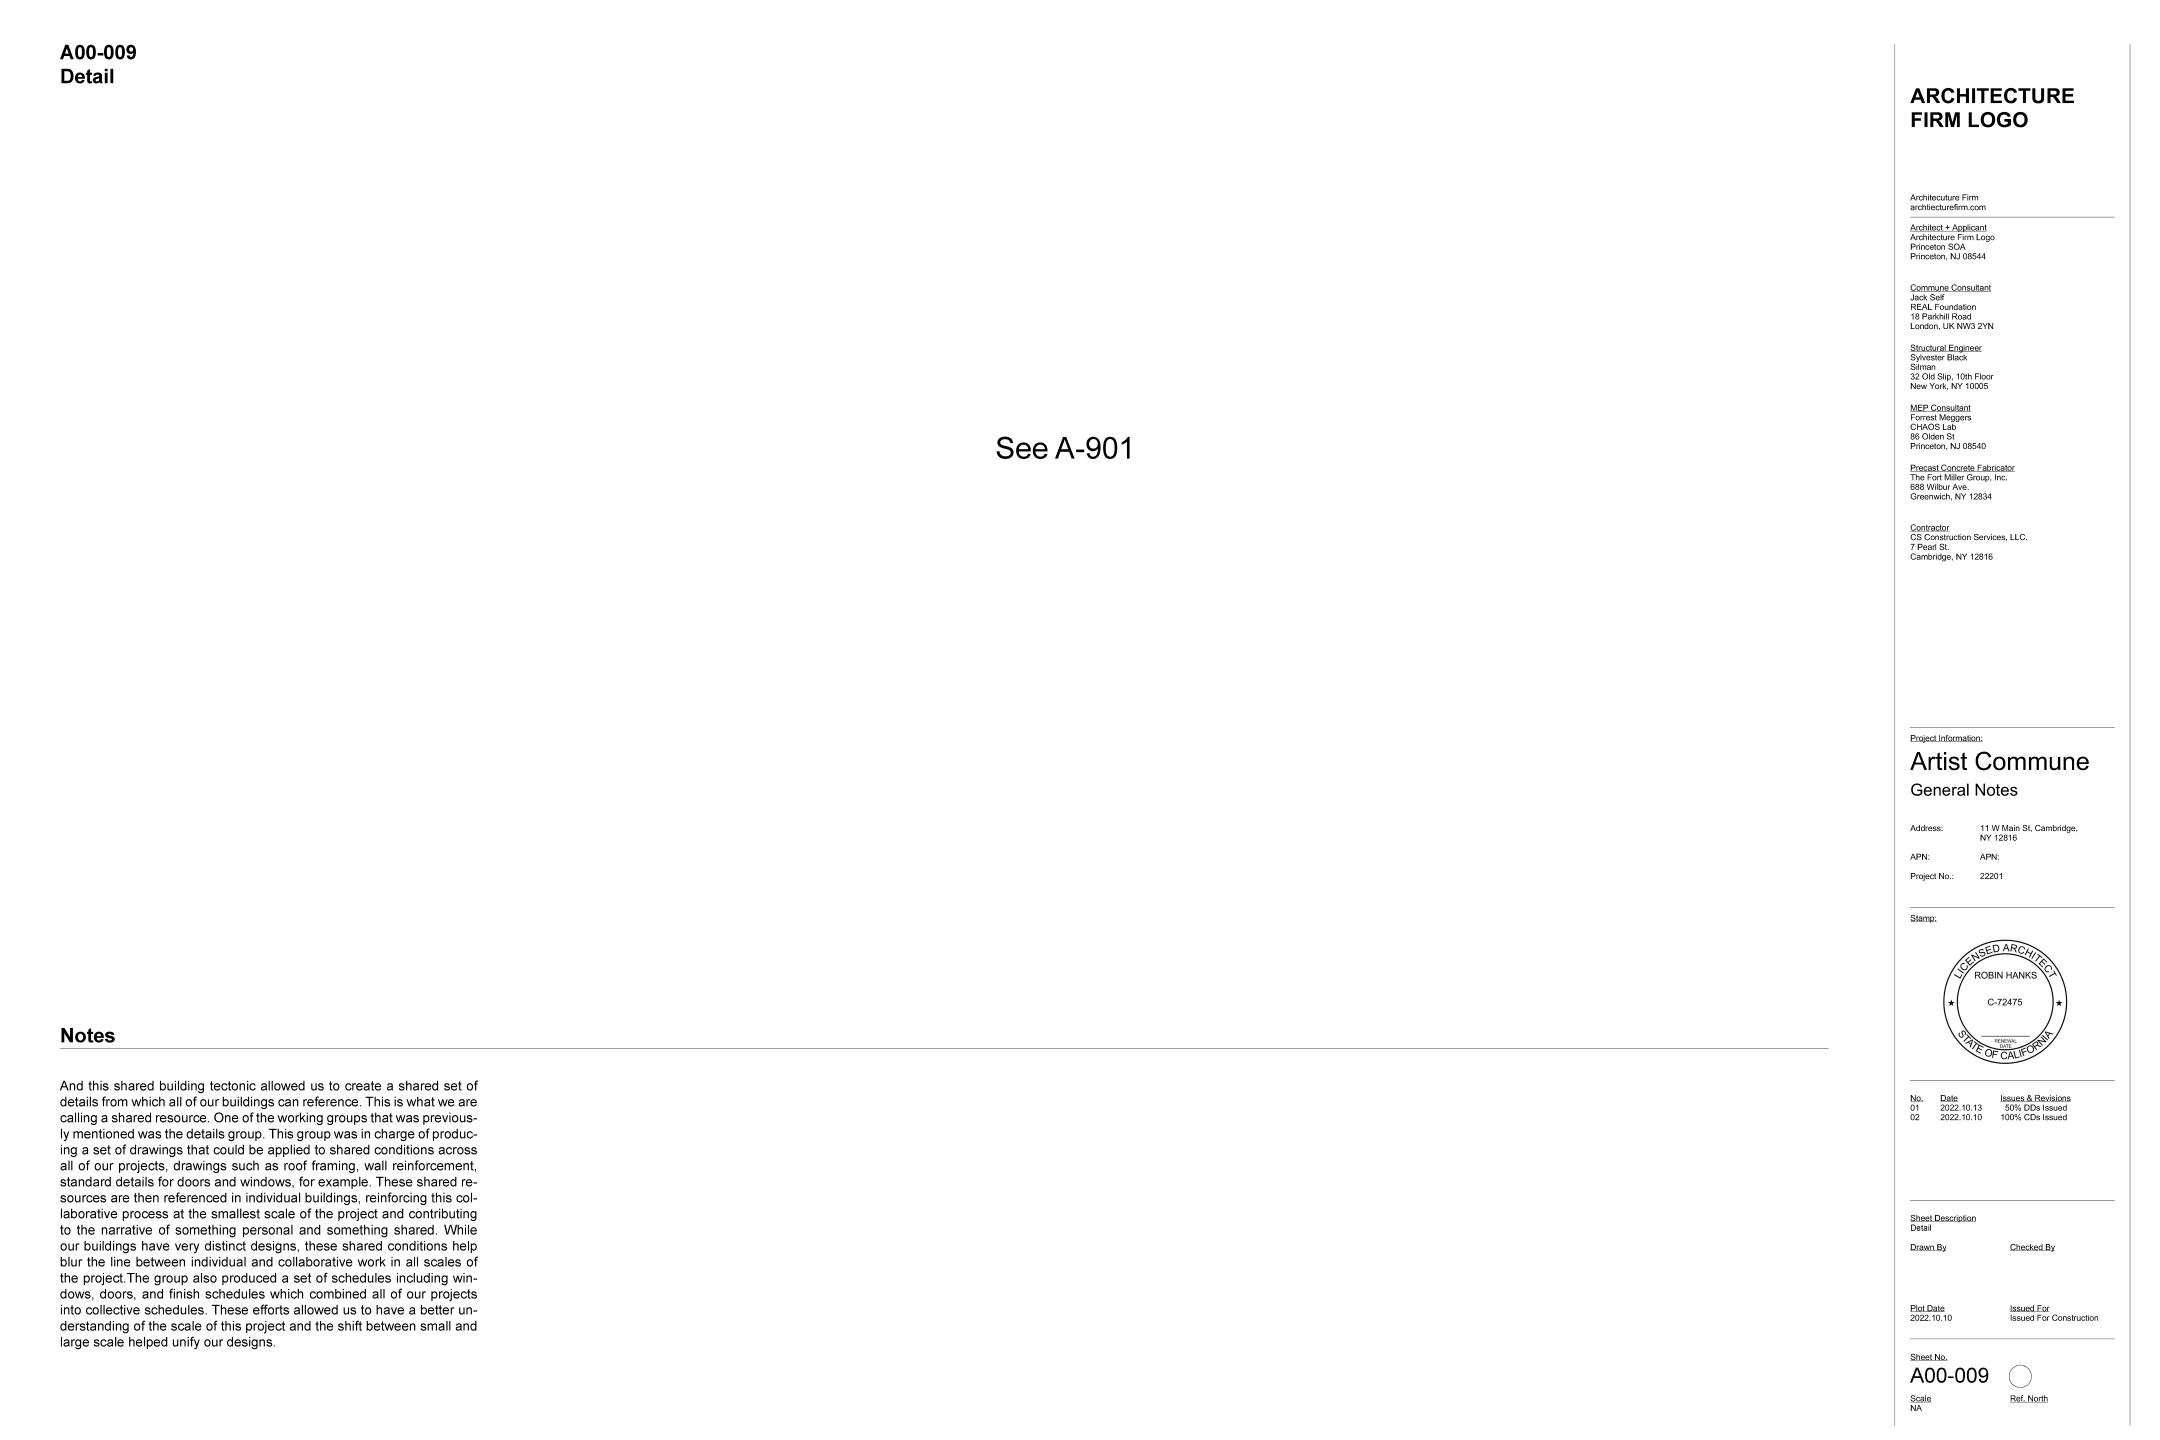 A00-009
Detail
See A-901
Notes
And this shared building tectonic allowed us to create a shared set of
details from which all of our buildings can reference. This is what we are
calling a shared resource. One of the working groups that was previous-
ly mentioned was the details group. This group was in charge of produc-
ing a set of drawings that could be applied to shared conditions across
all of our projects, drawings such as roof framing, wall reinforcement,
standard details for doors and windows, for example. These shared re-
sources are then referenced in individual buildings, reinforcing this col-
laborative process at the smallest scale of the project and contributing
to the narrative of something personal and something shared. While
our buildings have very distinct designs, these shared conditions help
blur the line between individual and collaborative work in all scales of
the project.The group also produced a set of schedules including win-
dows, doors, and finish schedules which combined all of our projects
into collective schedules. These efforts allowed us to have a better un-
derstanding of the scale of this project and the shift between small and
large scale helped unify our designs.
ARCHITECTURE
FIRM LOGO
Architecuture Firm
archtiecturefirm.com
Architect + Applicant
Architecture Firm Logo
Princeton SOA
Princeton, NJ 08544
Commune Consultant
Jack Self
REAL Foundation
18 Parkhill Road
London, UK NW3 2YN
Structural Engineer
Sylvester Black
Silman
32 Old Slip, 10th Floor
New York, NY 10005
MEP Consultant
Forrest Meggers
CHAOS Lab
86 Olden St
Princeton, NJ 08540
Precast Concrete Fabricator
The Fort Miller Group, Inc.
688 Wilbur Ave.
Greenwich, NY 12834
Contractor
CS Construction Services, LLC.
7 Pearl St.
Cambridge, NY 12816
Project Information:
Artist Commune
General Notes
Address: 11 W Main St, Cambridge,
NY 12816
APN: APN:
Project No.: 22201
Stamp:
LICENSED ARCHITECT
ROBIN HANKS
C-72475
RENEWAL
DATE
STATE OF CALIFORNIA
No. Date Issues & Revisions
01 2022.10.13 50% DDs Issued
02 2022.10.10 100% CDs Issued
Sheet Description
Detail
Drawn By Checked By
Plot Date Issued For
2022.10.10 Issued For Construction
Sheet No.
A00-009
Scale Ref. North
NA